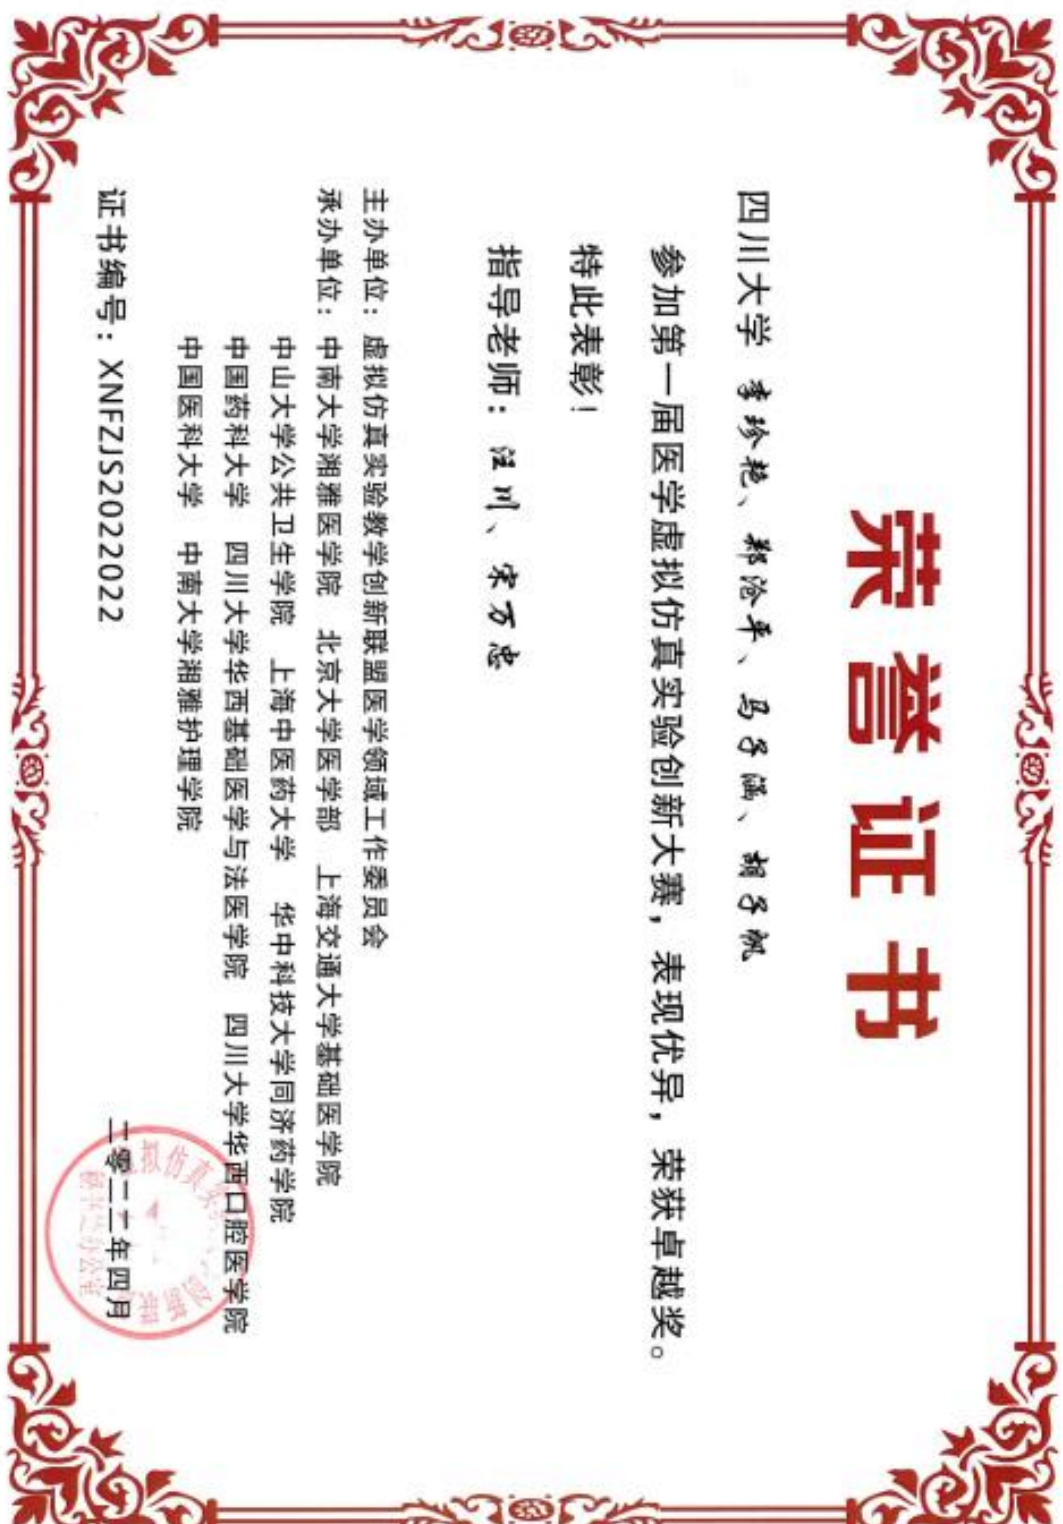 荣誉证书
四川大学 李珍艳、郑沧平、马子涵、胡子帆
参加第一届医学虚拟仿真实验创新大赛，表现优异，荣获卓越奖。
特此表彰！
指导老师：汪川、宋万忠
主办单位：虚拟仿真实验教学创新联盟医学领域工作委员会
承办单位：中南大学湘雅医学院 北京大学医学部 上海交通大学基础医学院
中山大学公共卫生学院 上海中医药大学 华中科技大学同济药学院
中国药科大学 四川大学华西基础医学与法医学院 四川大学华西口腔医学院
中国医科大学 中南大学湘雅护理学院
证书编号：XNFZJS2022022
二零二二年四月